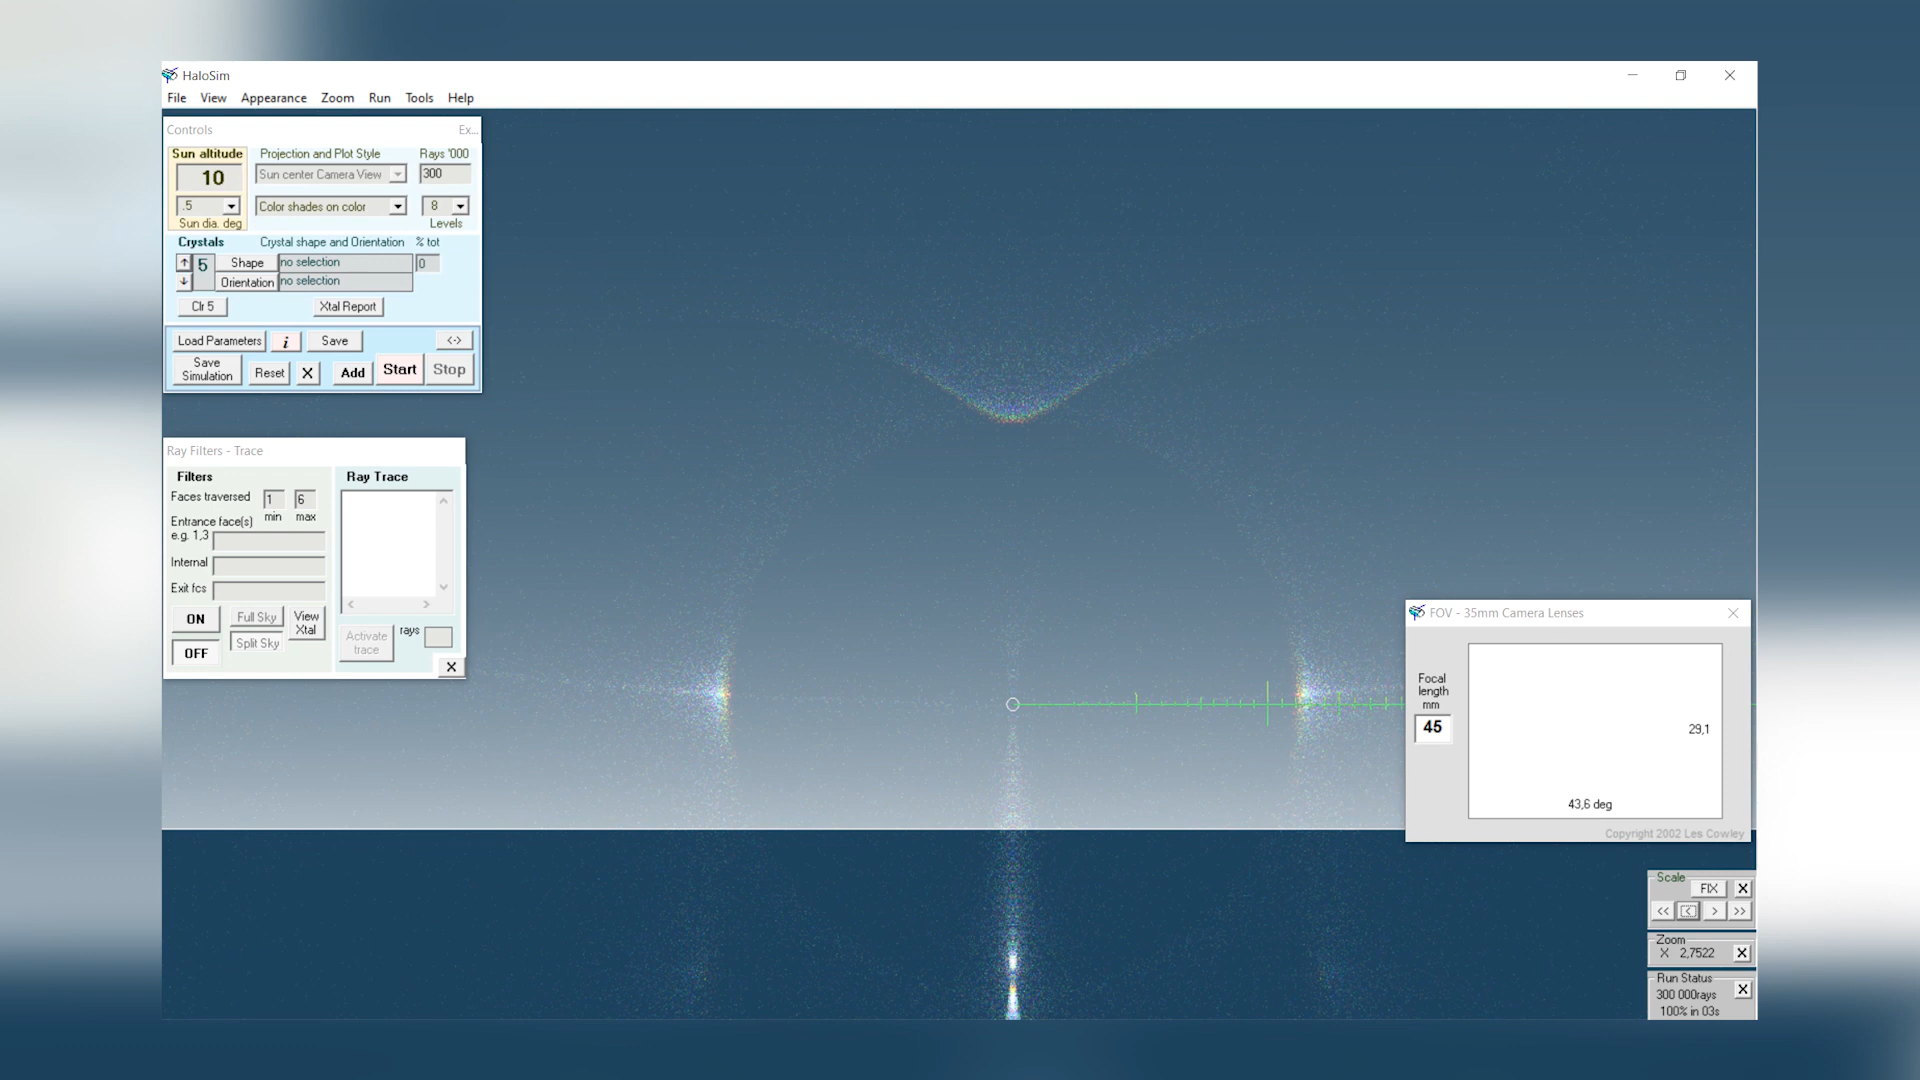 HaloSim
File View Appearance Zoom Run Tools Help
Controls Ex...
Sun altitude Projection and Plot Style Rays '000
10 Sun center Camera View 300
.5 Color shades on color 8
Sun dia. deg Levels
Crystals Crystal shape and Orientation % tot
5 Shape no selection 0
Orientation no selection
Clr 5 Xtal Report
Load Parameters i Save <->
Save Simulation Reset X Add Start Stop
Ray Filters - Trace
Filters Ray Trace
Faces traversed 1 6
min max
Entrance face(s)
e.g. 1,3
Internal
Exit fcs
ON Full Sky View Xtal
OFF Split Sky
Activate trace rays
X
FOV - 35mm Camera Lenses
Focal
length
mm
45
29,1
43,6 deg
Copyright 2002 Les Cowley
Scale
FIX X
<< < > >>
Zoom
X 2,7522 X
Run Status
300 000rays X
100% in 03s